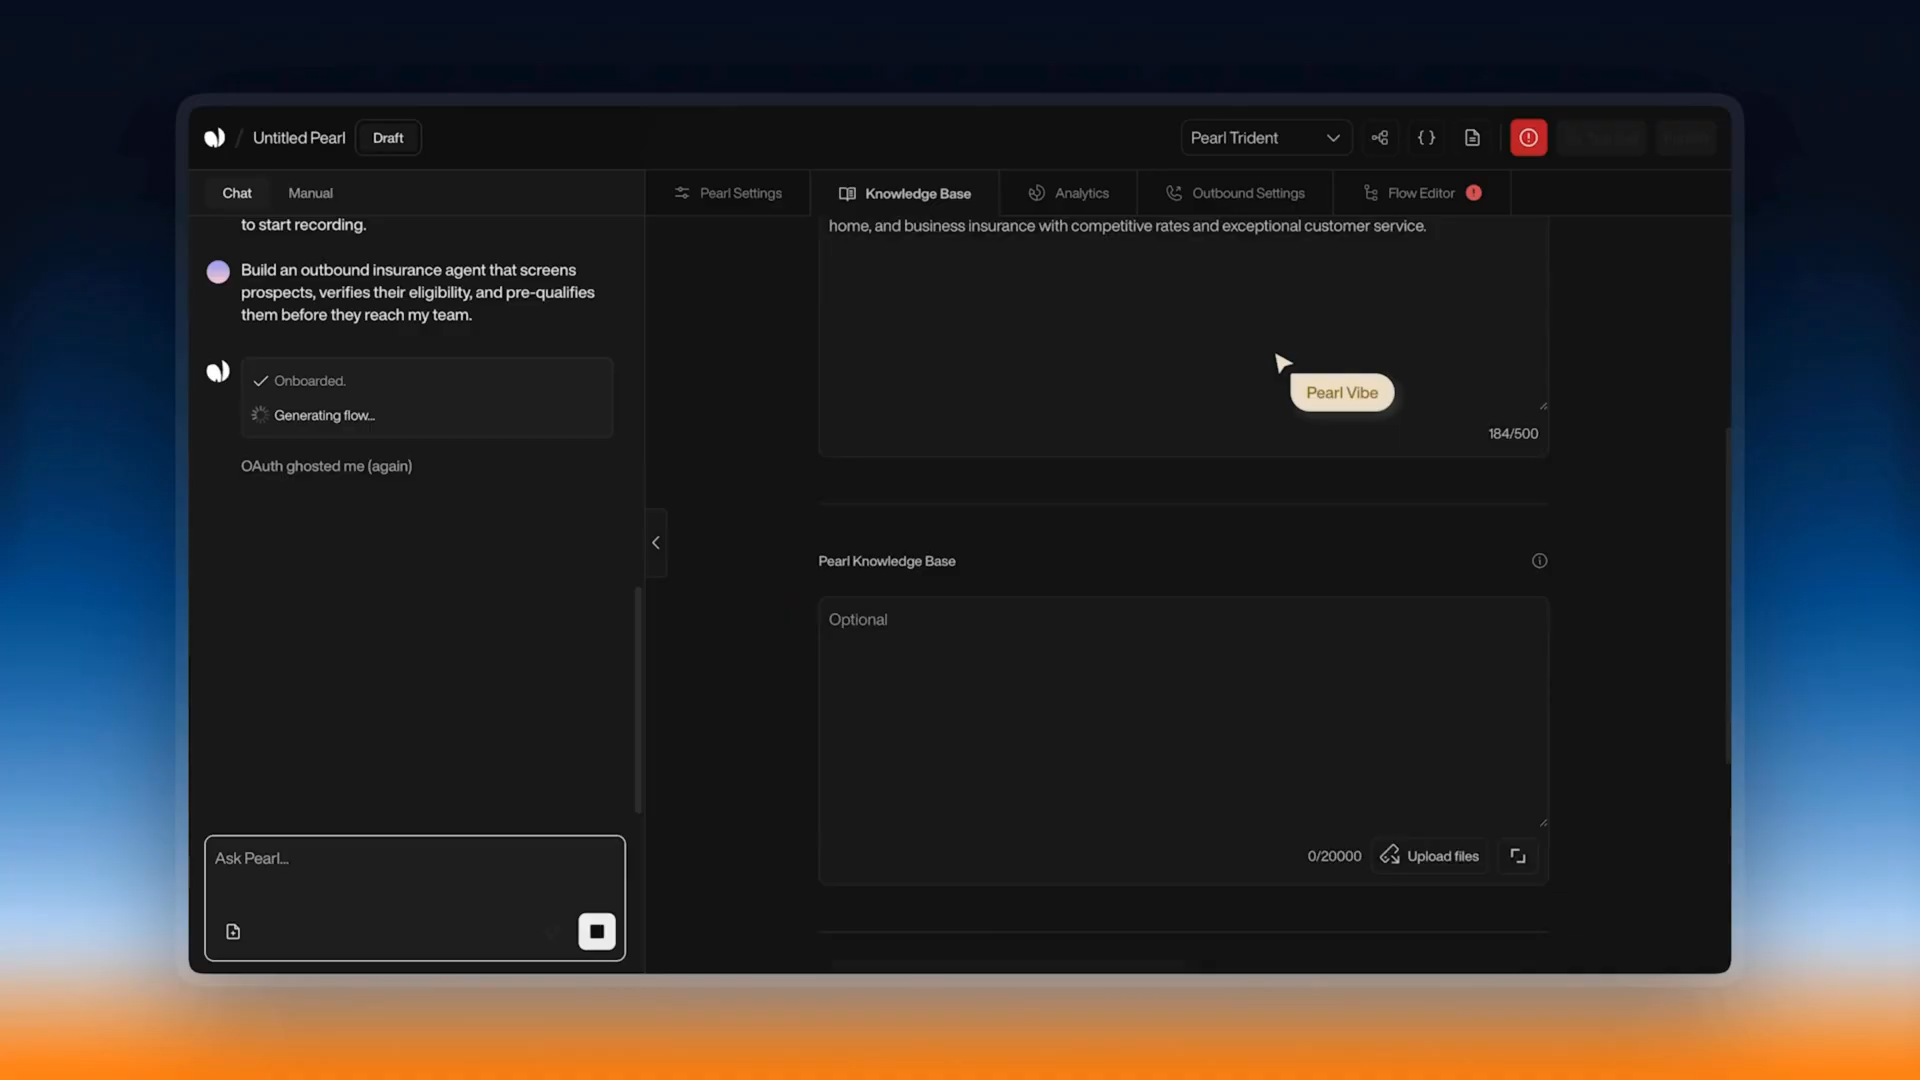 Untitled Pearl
Draft
Pearl Trident
Chat
Manual
Pearl Settings
Knowledge Base
Analytics
Outbound Settings
Flow Editor
to start recording.
Build an outbound insurance agent that screens
prospects, verifies their eligibility, and pre-qualifies
them before they reach my team.
Onboarded.
Generating flow...
OAuth ghosted me (again)
Ask Pearl...
home, and business insurance with competitive rates and exceptional customer service.
Pearl Vibe
184/500
Pearl Knowledge Base
Optional
0/20000
Upload files